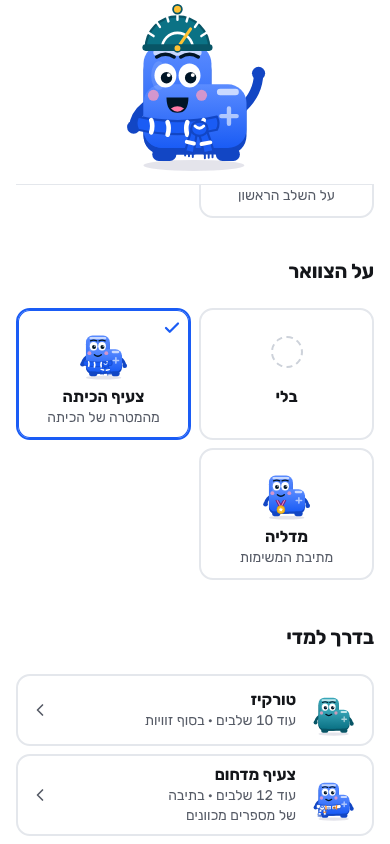 על השלב הראשון
על הצוואר
בלי
צעיף הכיתה
מהמטרה של הכיתה
מדליה
מתיבת המשימות
בדרך למדי
טורקיז
עוד 10 שלבים • בסוף זוויות
צעיף מדחום
עוד 12 שלבים • בתיבה
של מספרים מכוונים